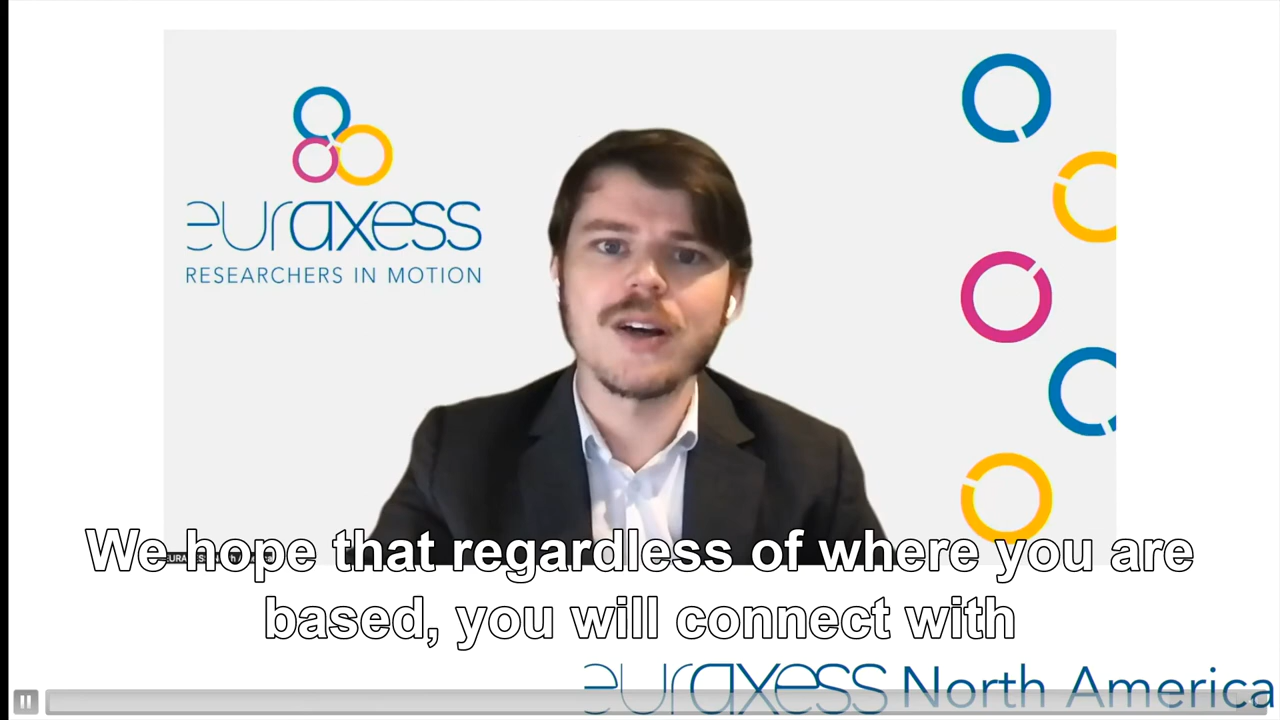 euraxess
RESEARCHERS IN MOTION
We hope that regardless of where you are
based, you will connect with
euraxess North America